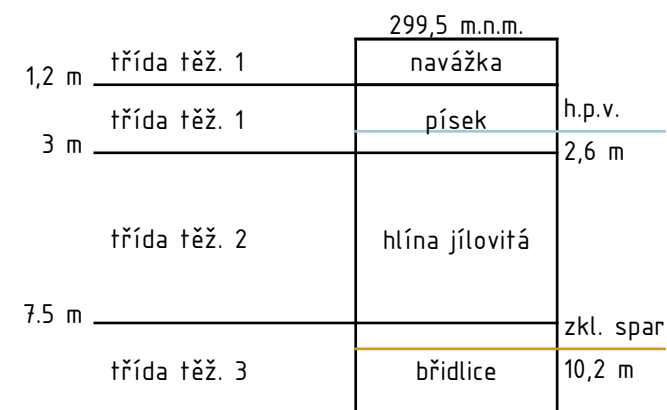 299,5 m.n.m.
třída těž. 1
navážka
1,2 m
třída těž. 1
písek
h.p.v.
3 m
2,6 m
třída těž. 2
hlína jílovitá
7.5 m
zkl. spar
třída těž. 3
břidlice
10,2 m